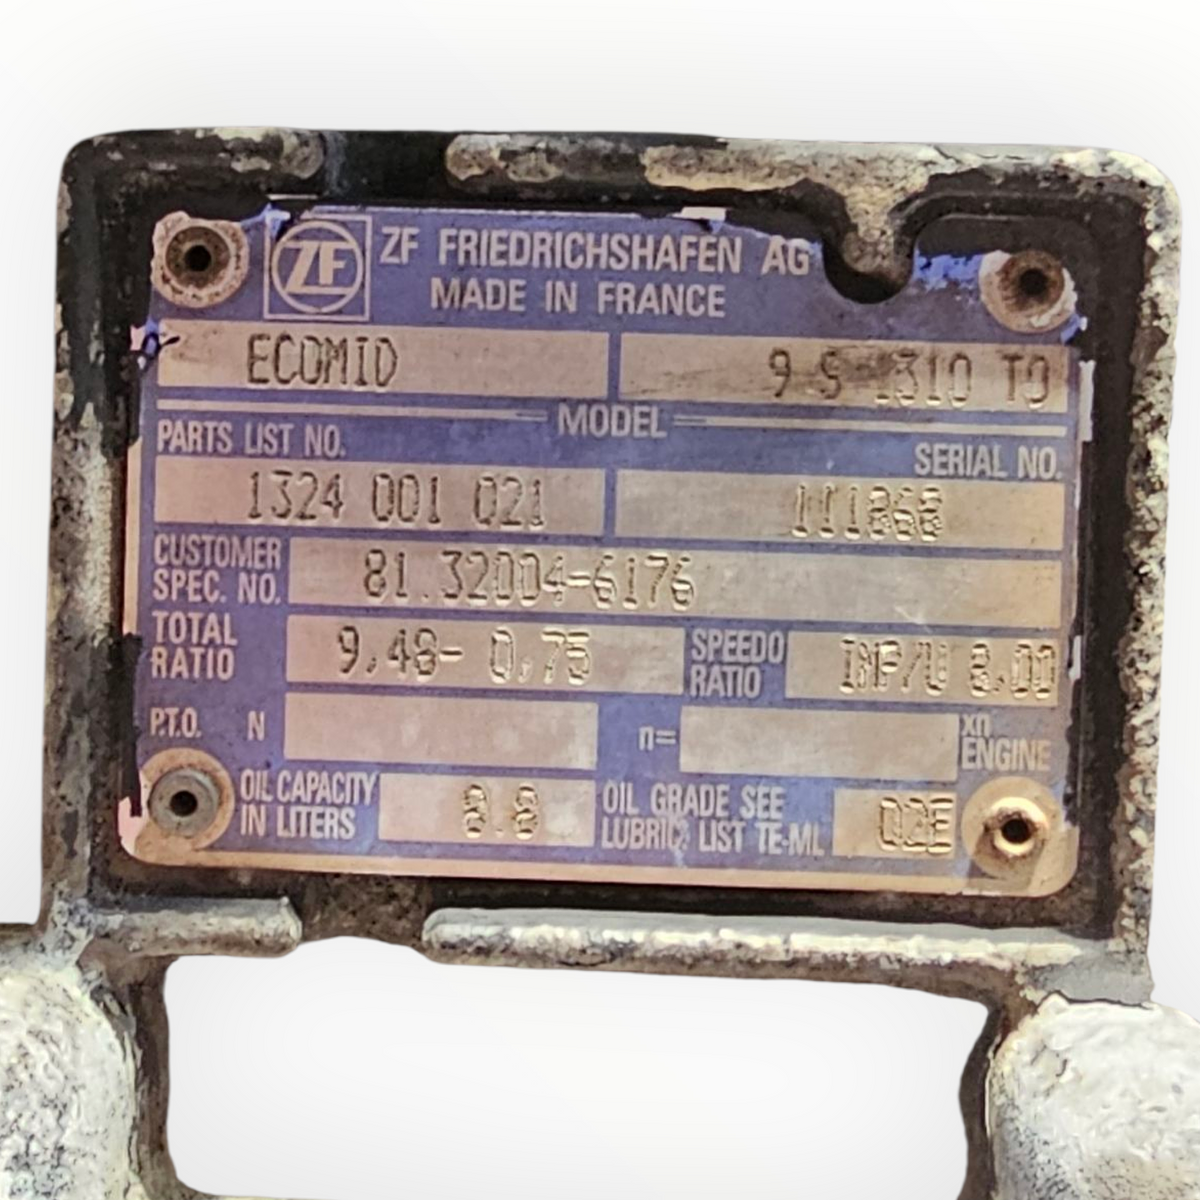 ZF ZF FRIEDRICHSHAFEN AG
MADE IN FRANCE
ECOMID 9 S 1310 TO
MODEL
PARTS LIST NO. SERIAL NO.
1324 001 021 111868
CUSTOMER SPEC. NO. 81.32004-6176
TOTAL RATIO 9,48- 0,75 SPEEDO RATIO IMP/U 8,00
P.T.O. N n= xn ENGINE
OIL CAPACITY IN LITERS 8.8 OIL GRADE SEE LUBRIC. LIST TE-ML 02E